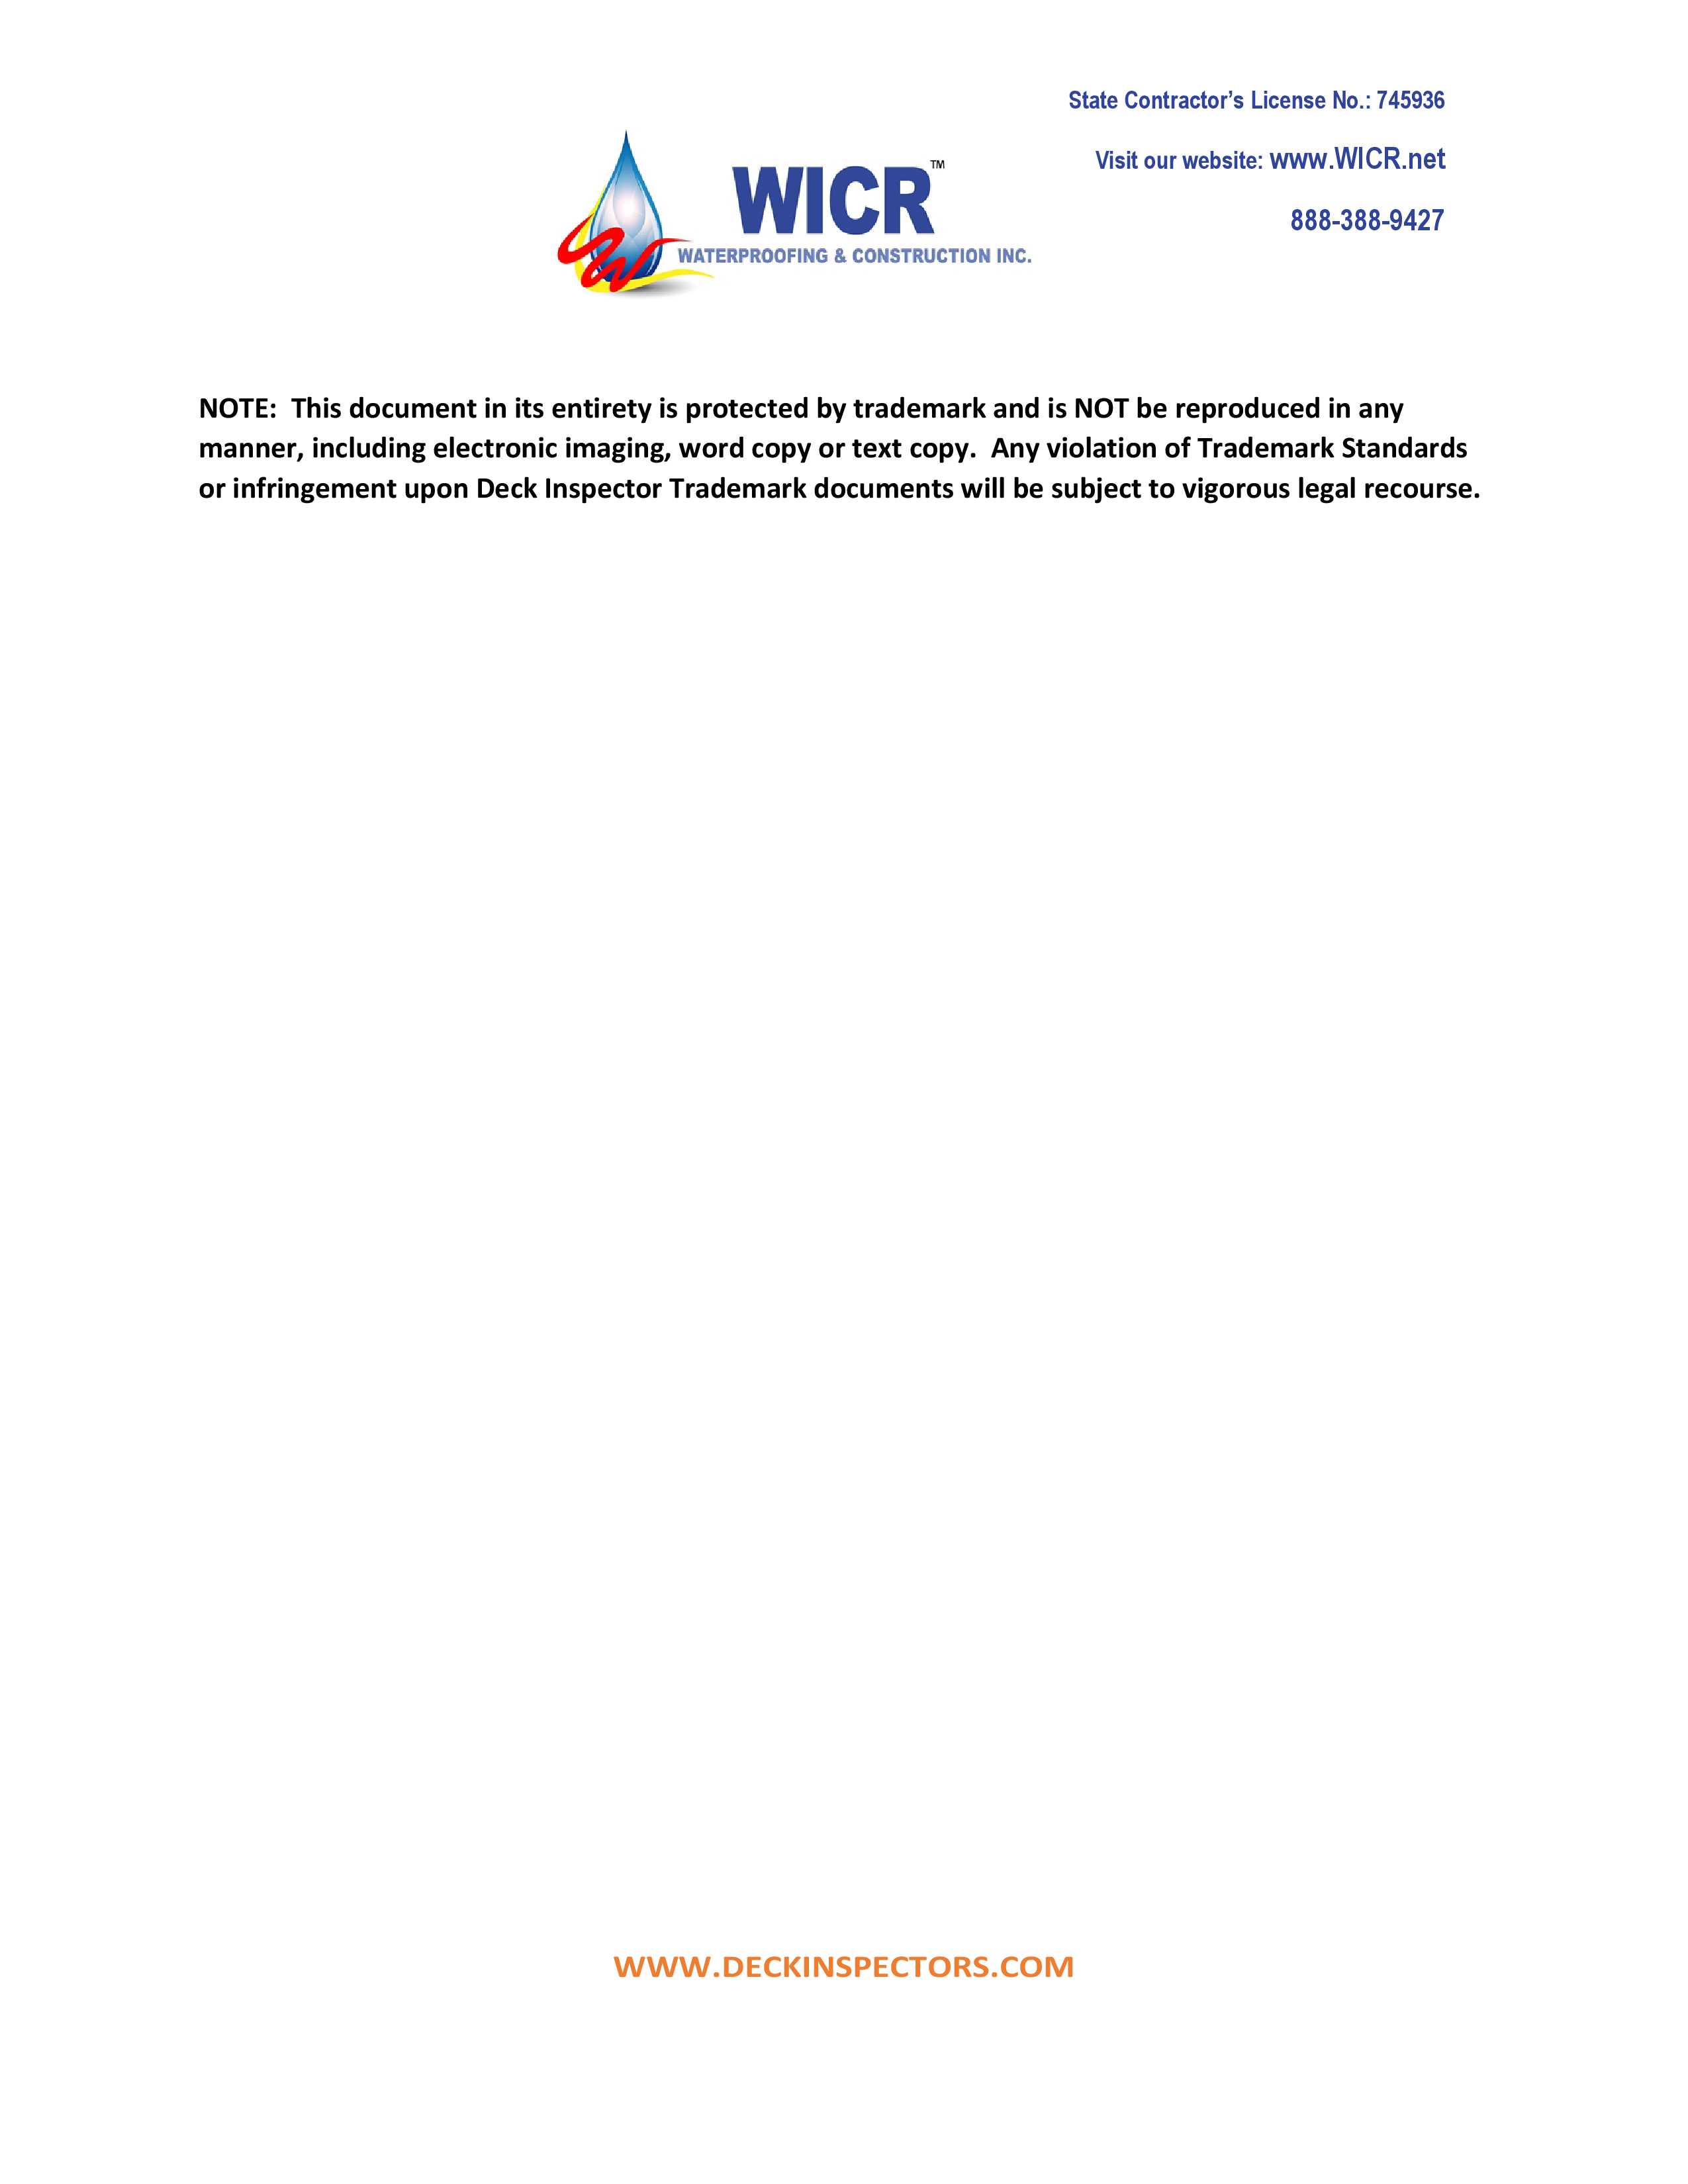 State Contractor’s License No.: 745936
Visit our website: www.WICR.net
888-388-9427
WICR™
WATERPROOFING & CONSTRUCTION INC.
NOTE:  This document in its entirety is protected by trademark and is NOT be reproduced in any
manner, including electronic imaging, word copy or text copy.  Any violation of Trademark Standards
or infringement upon Deck Inspector Trademark documents will be subject to vigorous legal recourse.
WWW.DECKINSPECTORS.COM